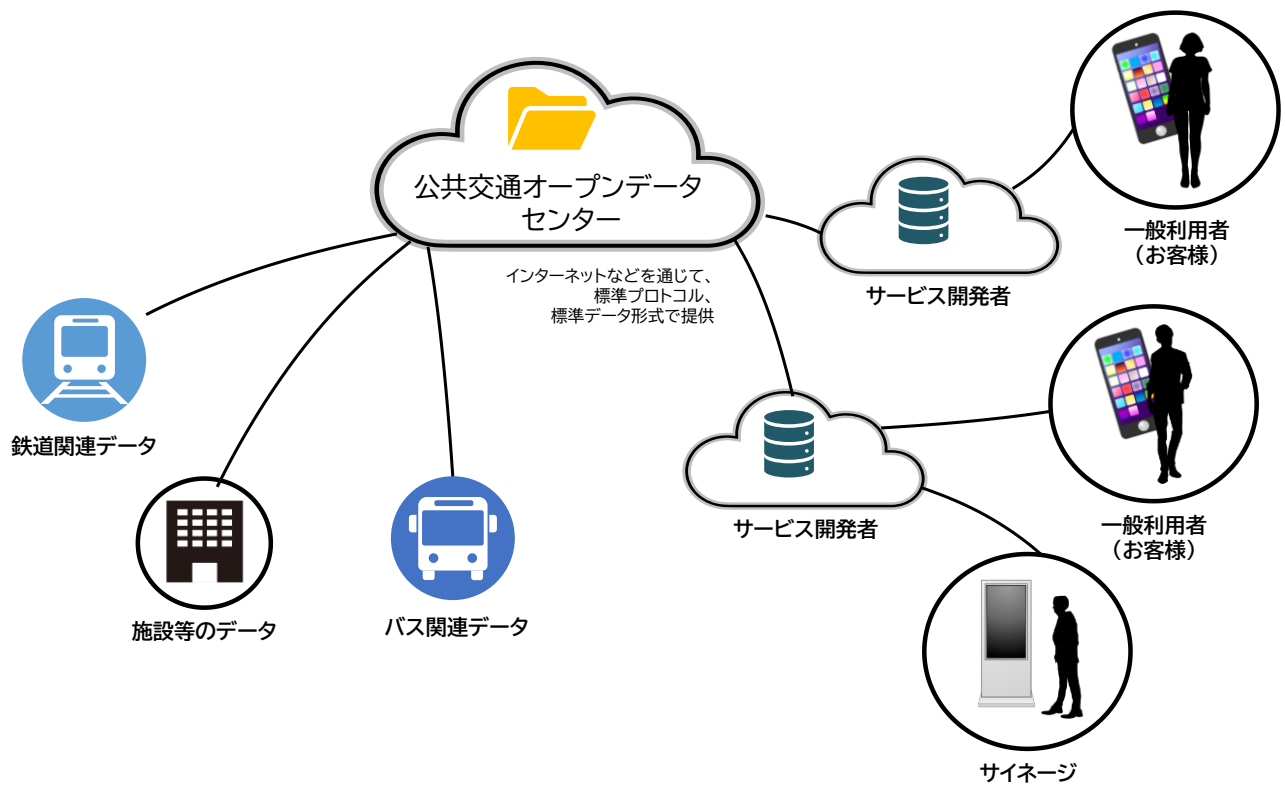 公共交通オープンデータ
センター
インターネットなどを通じて、
標準プロトコル、
標準データ形式で提供
鉄道関連データ
施設等のデータ
バス関連データ
サービス開発者
一般利用者
（お客様）
サービス開発者
一般利用者
（お客様）
サイネージ